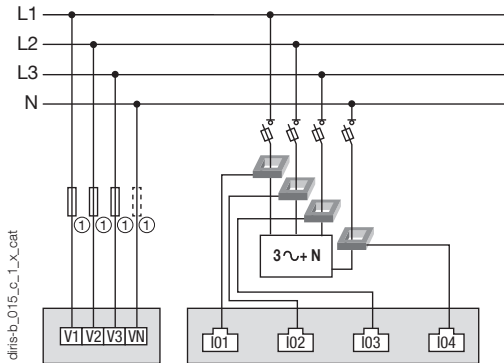 L1
L2
L3
N
1 1 1 1
3∿+ N
V1 V2 V3 VN
I01 I02 I03 I04
diris-b_015_c_1_x_cat